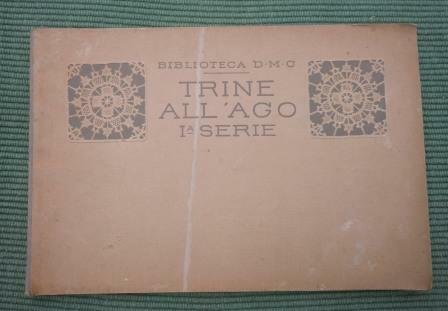 BIBLIOTECA D·M·C
TRINE
ALL'AGO
Iª SERIE